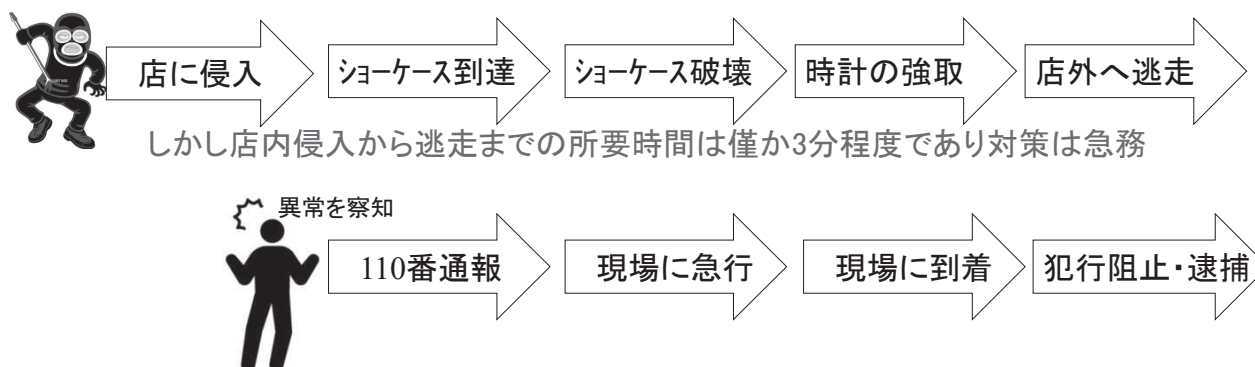 店に侵入
ｼｮｰｹｰｽ到達
ｼｮｰｹｰｽ破壊
時計の強取
店外へ逃走
しかし店内侵入から逃走までの所要時間は僅か3分程度であり対策は急務
異常を察知
110番通報
現場に急行
現場に到着
犯行阻止・逮捕